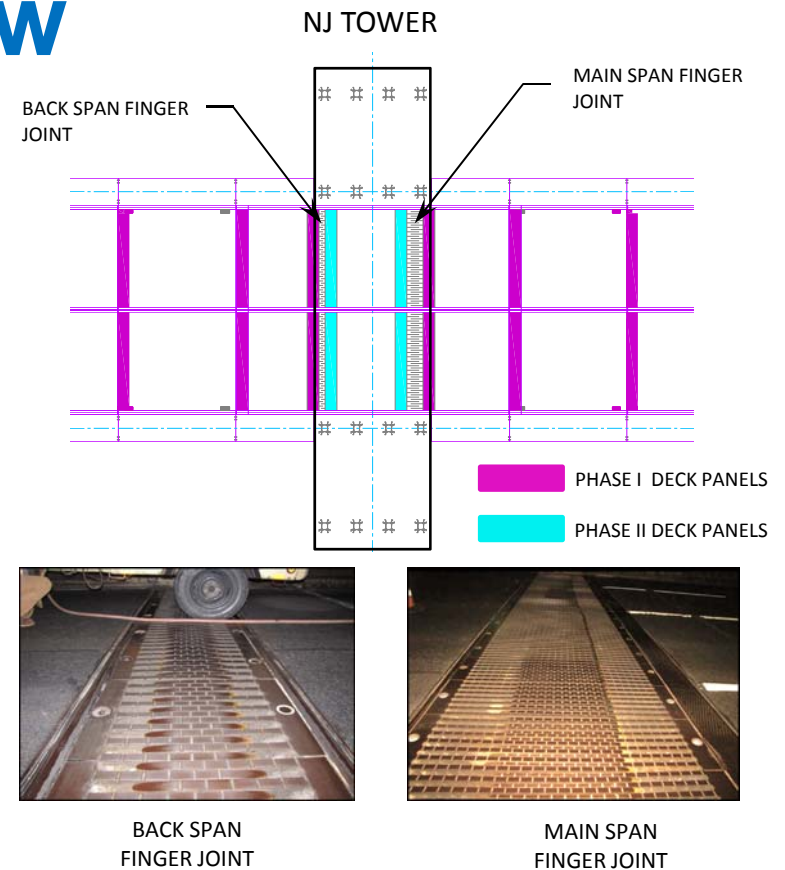 W
NJ TOWER
BACK SPAN FINGER
JOINT
MAIN SPAN FINGER
JOINT
PHASE I DECK PANELS
PHASE II DECK PANELS
BACK SPAN
FINGER JOINT
MAIN SPAN
FINGER JOINT